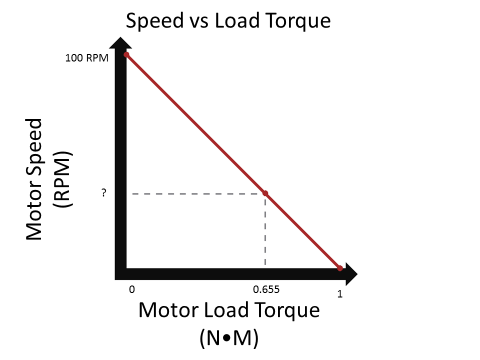 Speed vs Load Torque
100 RPM
Motor Speed
(RPM)
?
0
0.655
1
Motor Load Torque
(N•M)